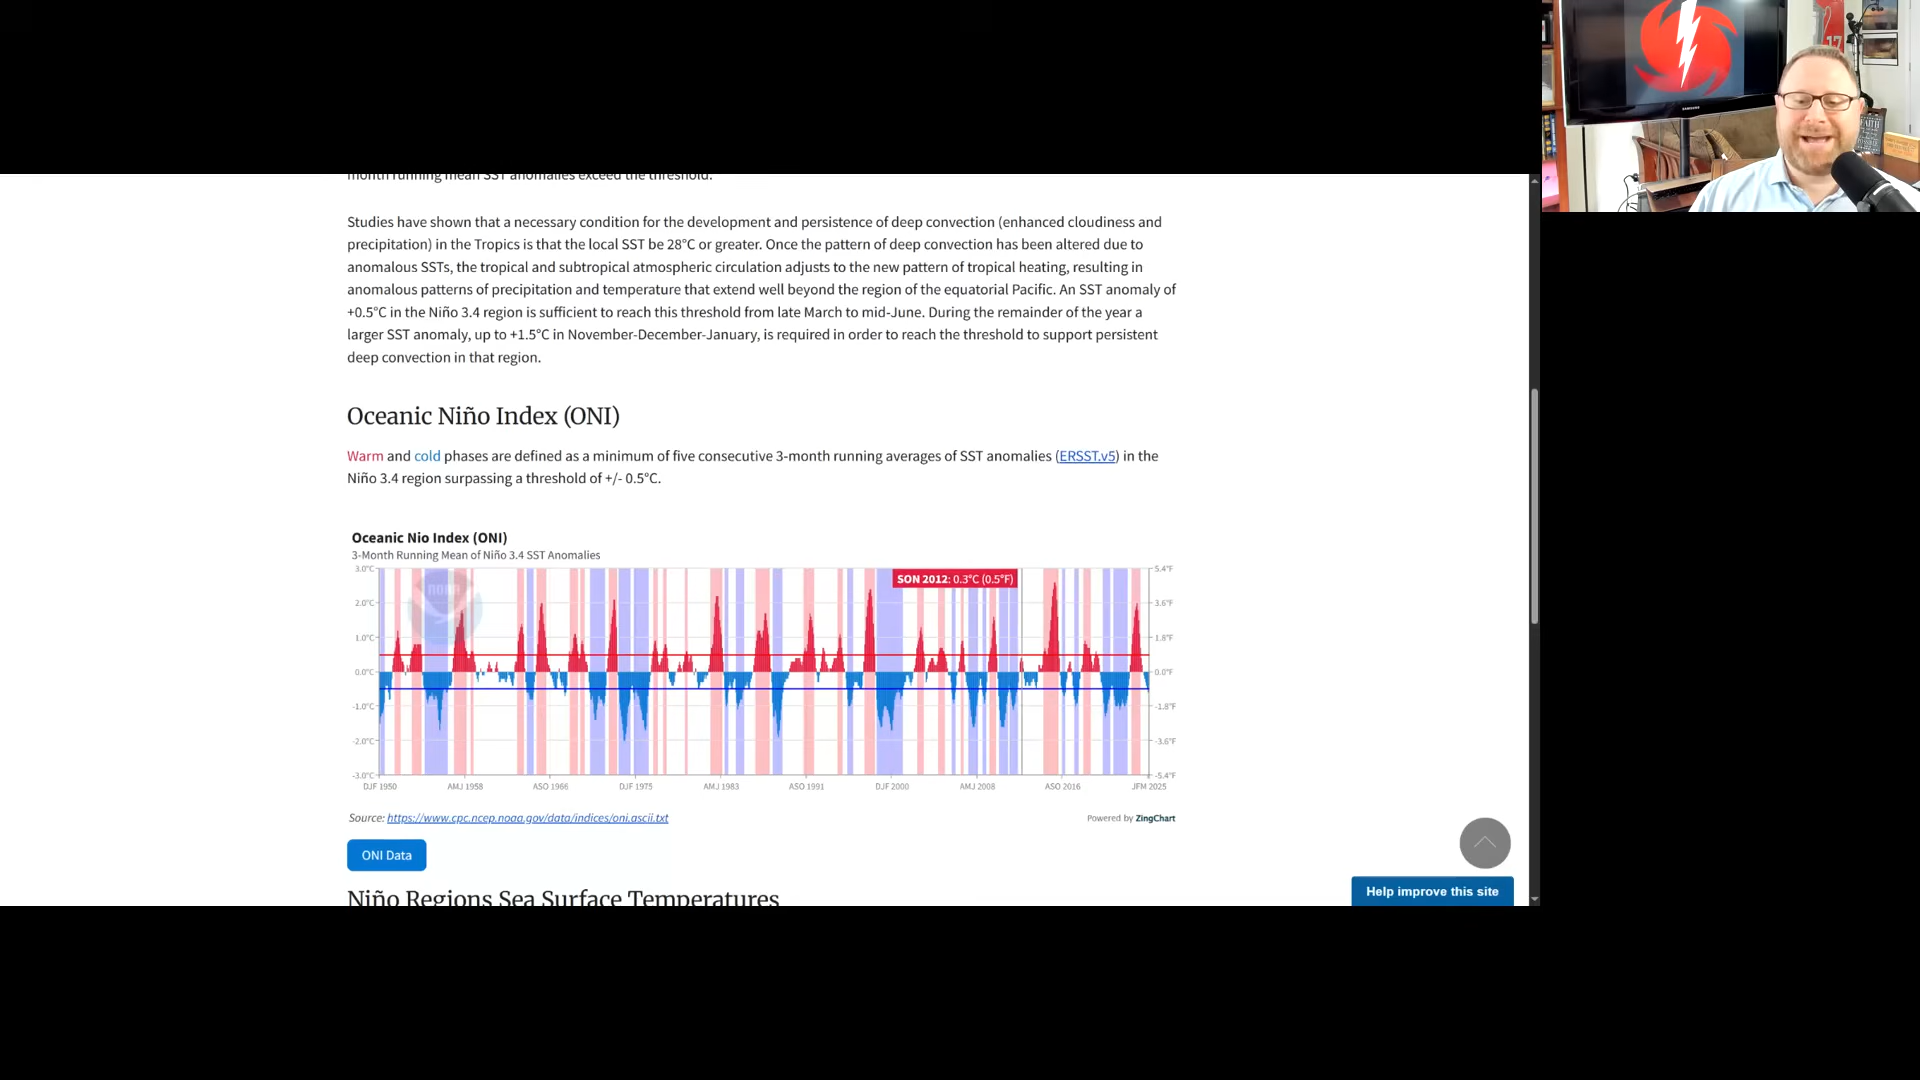 month running mean SST anomalies exceed the threshold.
Studies have shown that a necessary condition for the development and persistence of deep convection (enhanced cloudiness and
precipitation) in the Tropics is that the local SST be 28°C or greater. Once the pattern of deep convection has been altered due to
anomalous SSTs, the tropical and subtropical atmospheric circulation adjusts to the new pattern of tropical heating, resulting in
anomalous patterns of precipitation and temperature that extend well beyond the region of the equatorial Pacific. An SST anomaly of
+0.5°C in the Niño 3.4 region is sufficient to reach this threshold from late March to mid-June. During the remainder of the year a
larger SST anomaly, up to +1.5°C in November-December-January, is required in order to reach the threshold to support persistent
deep convection in that region.
Oceanic Niño Index (ONI)
Warm and cold phases are defined as a minimum of five consecutive 3-month running averages of SST anomalies (ERSST.v5) in the
Niño 3.4 region surpassing a threshold of +/- 0.5°C.
Oceanic Nio Index (ONI)
3-Month Running Mean of Niño 3.4 SST Anomalies
SON 2012: 0.3°C (0.5°F)
3.0°C 5.4°F
2.0°C 3.6°F
1.0°C 1.8°F
0.0°C 0.0°F
-1.0°C -1.8°F
-2.0°C -3.6°F
-3.0°C -5.4°F
DJF 1950 AMJ 1958 ASO 1966 DJF 1975 AMJ 1983 ASO 1991 DJF 2000 AMJ 2008 ASO 2016 JFM 2025
NOAA
Source: https://www.cpc.ncep.noaa.gov/data/indices/oni.ascii.txt
Powered by ZingChart
ONI Data
Niño Regions Sea Surface Temperatures
Help improve this site
SAMSUNG
17